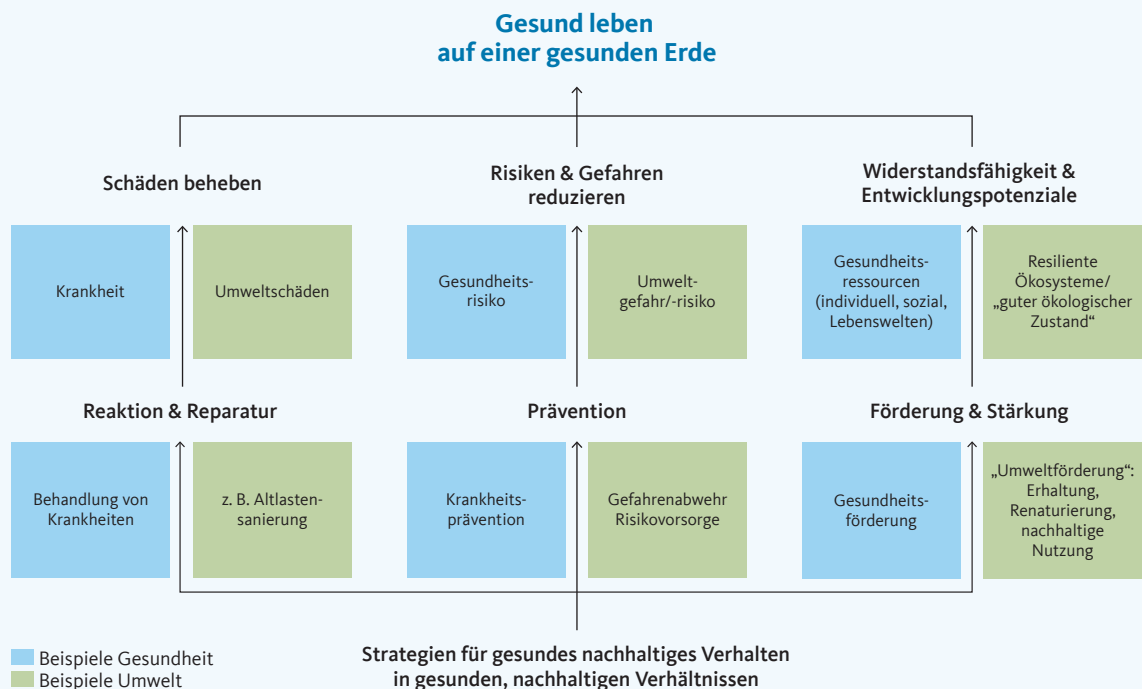 Gesund leben
auf einer gesunden Erde
Schäden beheben
Risiken & Gefahren
reduzieren
Widerstandsfähigkeit &
Entwicklungspotenziale
Krankheit
Umweltschäden
Gesundheits-
risiko
Umwelt-
gefahr/-risiko
Gesundheits-
ressourcen
(individuell, sozial,
Lebenswelten)
Resiliente
Ökosysteme/
„guter ökologischer
Zustand“
Reaktion & Reparatur
Prävention
Förderung & Stärkung
Behandlung von
Krankheiten
z. B. Altlasten-
sanierung
Krankheits-
prävention
Gefahrenabwehr
Risikovorsorge
Gesundheits-
förderung
„Umweltförderung“:
Erhaltung,
Renaturierung,
nachhaltige
Nutzung
Beispiele Gesundheit
Beispiele Umwelt
Strategien für gesundes nachhaltiges Verhalten
in gesunden, nachhaltigen Verhältnissen